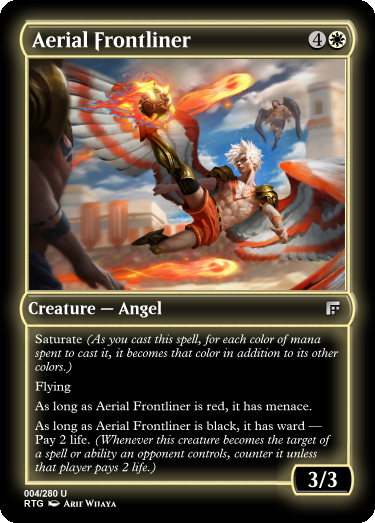 Aerial Frontliner 4
Creature — Angel
Saturate (As you cast this spell, for each color of mana
spent to cast it, it becomes that color in addition to its other
colors.)
Flying
As long as Aerial Frontliner is red, it has menace.
As long as Aerial Frontliner is black, it has ward —
Pay 2 life. (Whenever this creature becomes the target of
a spell or ability an opponent controls, counter it unless
that player pays 2 life.)
3/3
004/280 U
RTG Arif Wijaya